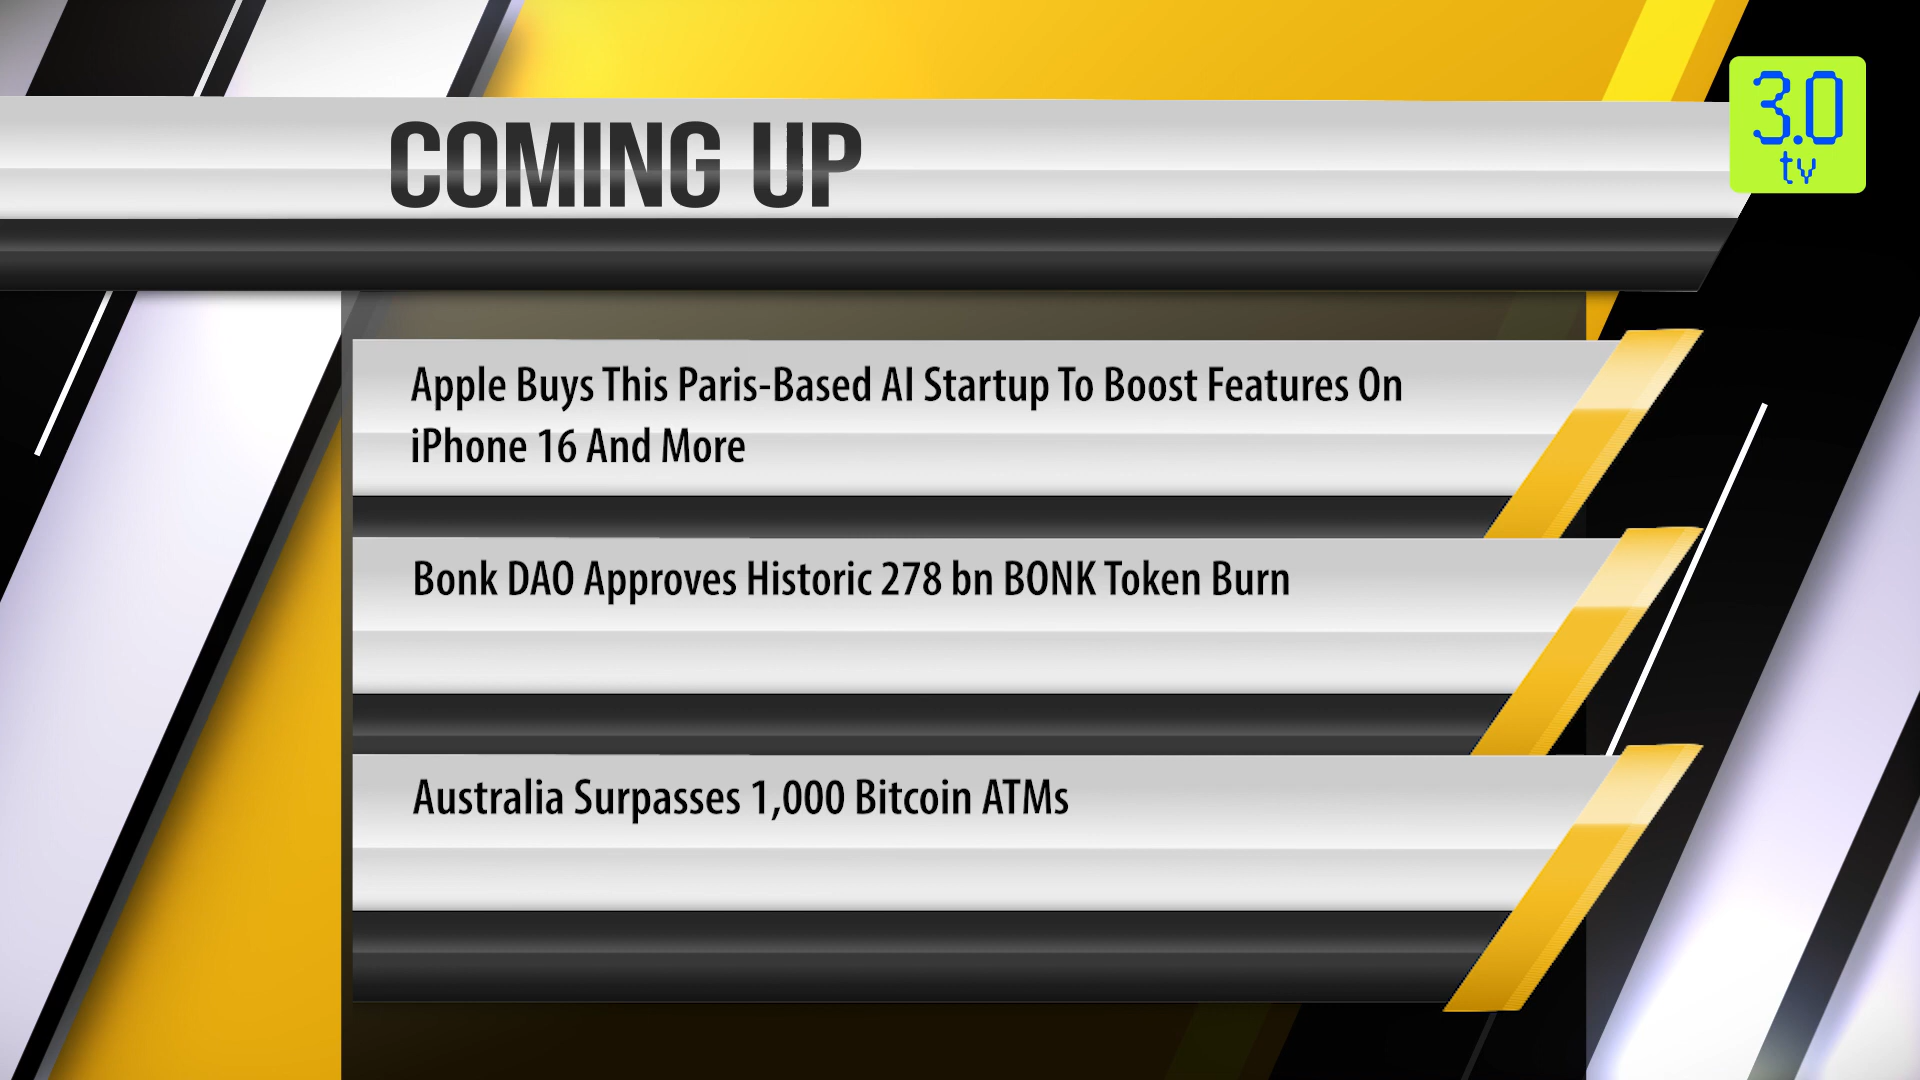 COMING UP
3.0
tv
Apple Buys This Paris-Based AI Startup To Boost Features On
iPhone 16 And More
Bonk DAO Approves Historic 278 bn BONK Token Burn
Australia Surpasses 1,000 Bitcoin ATMs